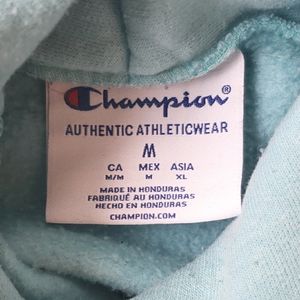 Champion®
AUTHENTIC ATHLETICWEAR
M
CA MEX ASIA
M/M M XL
MADE IN HONDURAS
FABRIQUÉ AU HONDURAS
HECHO EN HONDURAS
CHAMPION.COM